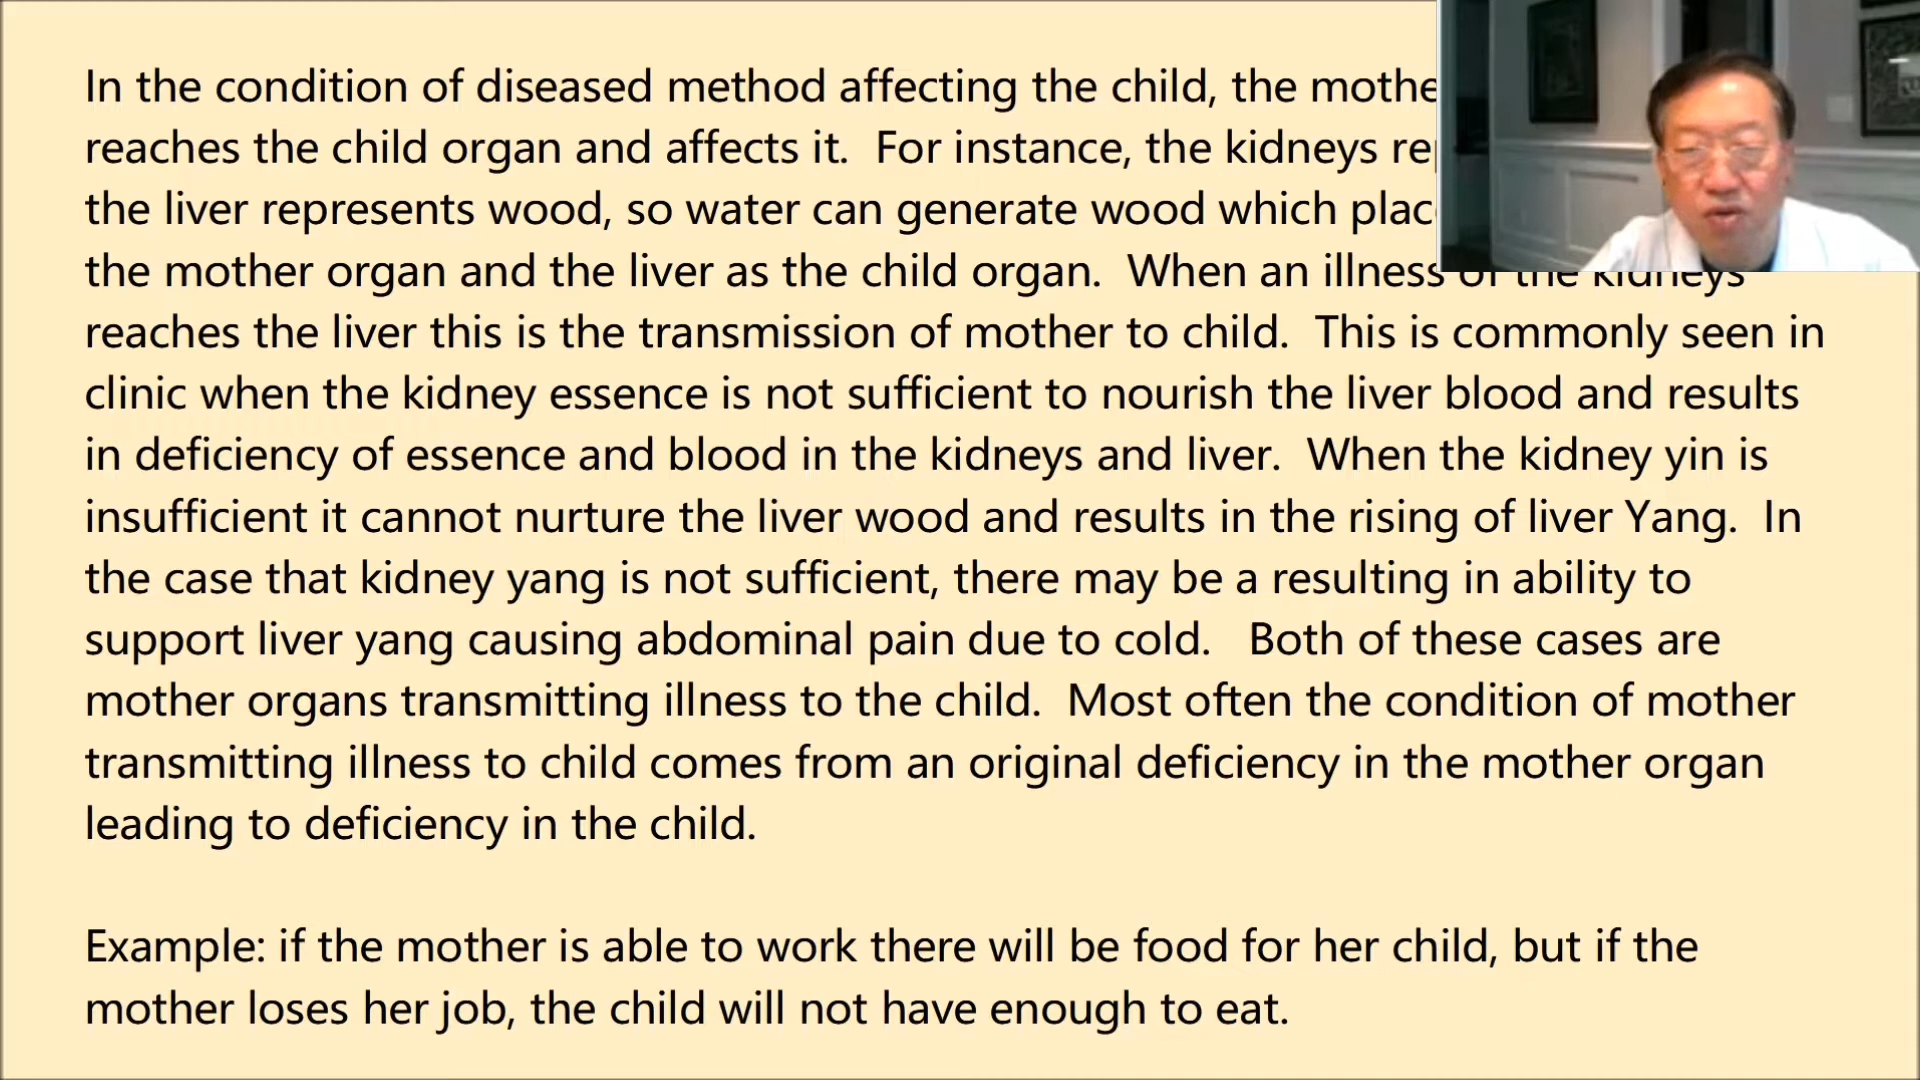 In the condition of diseased method affecting the child, the
reaches the child organ and affects it. For instance, the kidneys
the liver represents wood, so water can generate wood which
the mother organ and the liver as the child organ. When an illness of the kidneys
reaches the liver this is the transmission of mother to child. This is commonly seen in
clinic when the kidney essence is not sufficient to nourish the liver blood and results
in deficiency of essence and blood in the kidneys and liver. When the kidney yin is
insufficient it cannot nurture the liver wood and results in the rising of liver Yang. In
the case that kidney yang is not sufficient, there may be a resulting in ability to
support liver yang causing abdominal pain due to cold. Both of these cases are
mother organs transmitting illness to the child. Most often the condition of mother
transmitting illness to child comes from an original deficiency in the mother organ
leading to deficiency in the child.
Example: if the mother is able to work there will be food for her child, but if the
mother loses her job, the child will not have enough to eat.